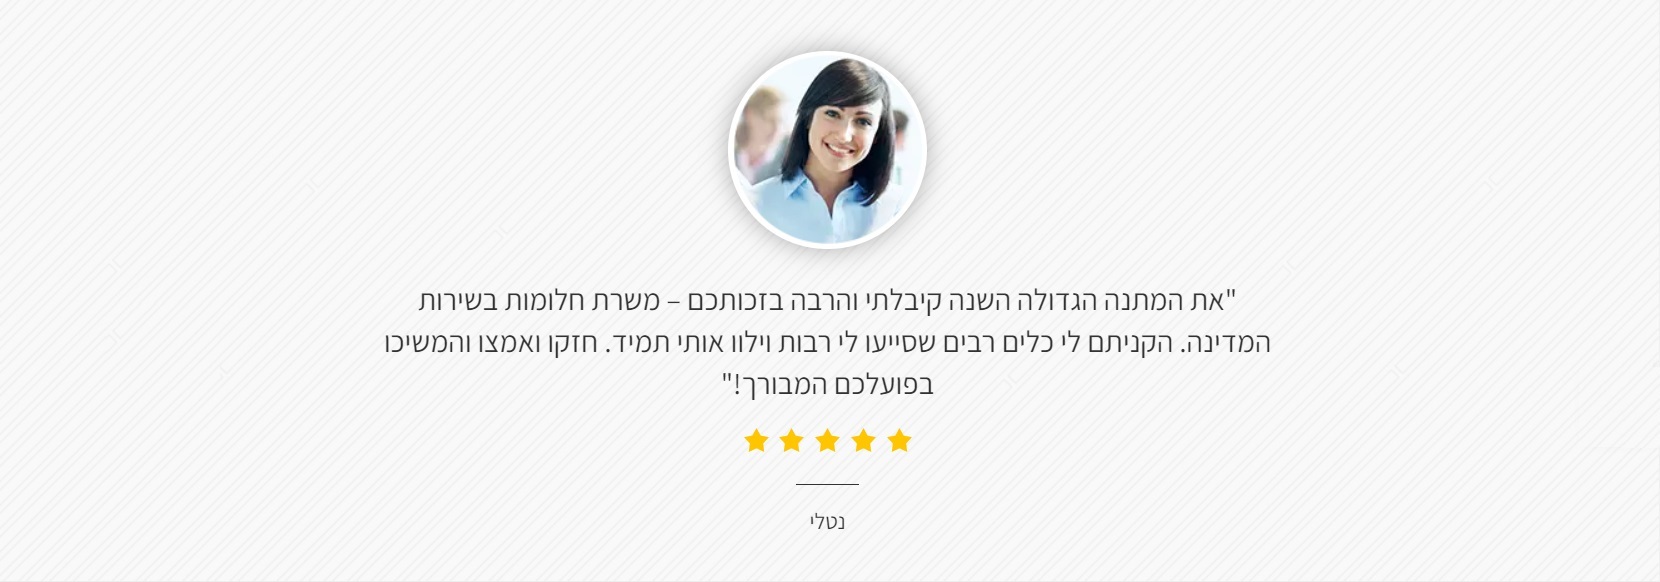 "את המתנה הגדולה השנה קיבלתי והרבה בזכותכם – משרת חלומות בשירות
המדינה. הקניתם לי כלים רבים שסייעו לי רבות וילוו אותי תמיד. חזקו ואמצו והמשיכו
בפועלכם המבורך!"
נטלי